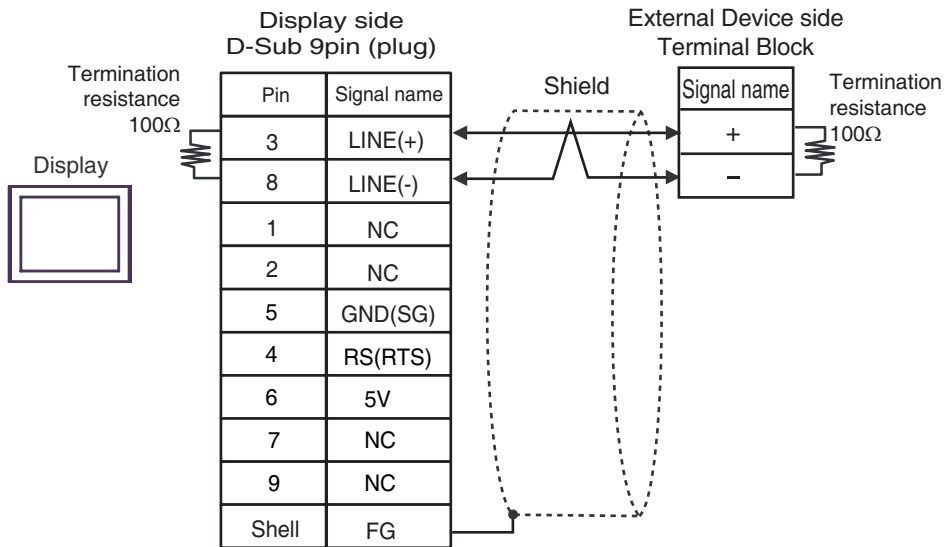 Display side
D-Sub 9pin (plug)
External Device side
Terminal Block
Termination
resistance
100Ω
Display
Pin Signal name
3 LINE(+)
8 LINE(-)
1 NC
2 NC
5 GND(SG)
4 RS(RTS)
6 5V
7 NC
9 NC
Shell FG
Shield
Signal name
+
−
Termination
resistance
100Ω